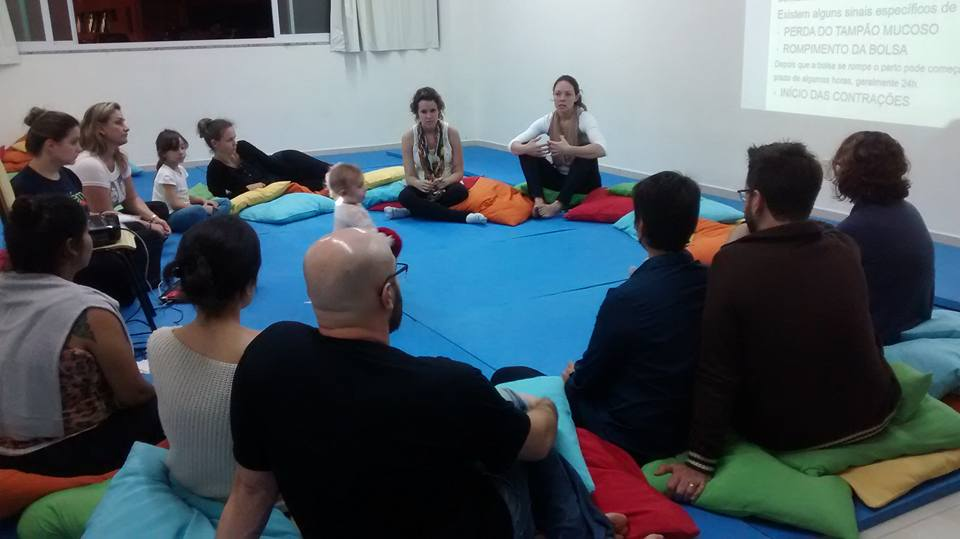 Existem alguns sinais específicos de
- PERDA DO TAMPÃO MUCOSO
- ROMPIMENTO DA BOLSA
Depois que a bolsa se rompe o parto pode começa
prazo de algumas horas, geralmente 24h.
- INÍCIO DAS CONTRAÇÕES